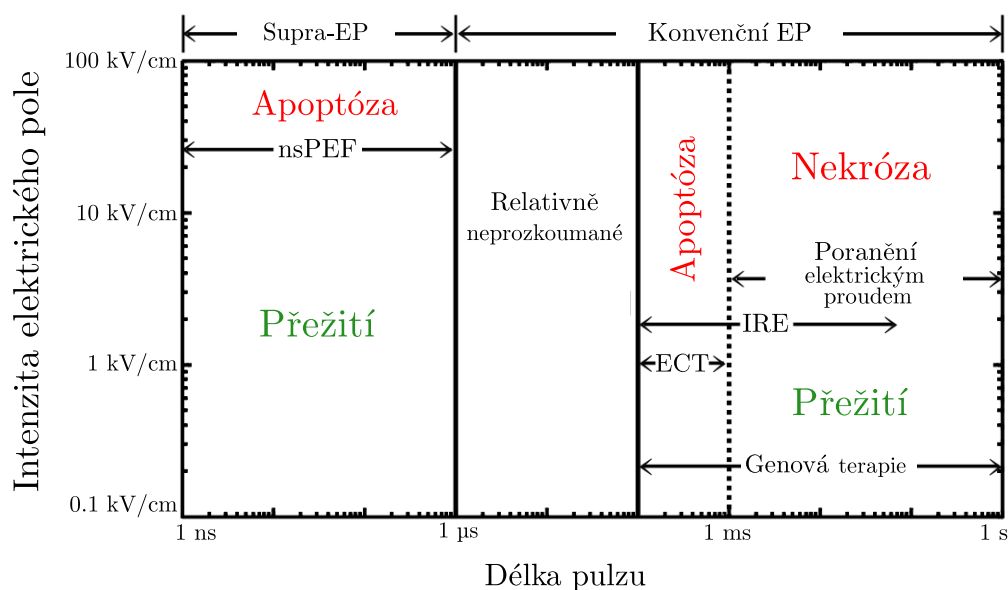 Supra-EP
Konvenční EP
Intenzita elektrického pole
100 kV/cm
10 kV/cm
1 kV/cm
0.1 kV/cm
Apoptóza
nsPEF
Přežití
Relativně
neprozkoumané
Apoptóza
Nekróza
Poranění
elektrickým
proudem
IRE
ECT
Přežití
Genová terapie
1 ns
1 µs
1 ms
1 s
Délka pulzu